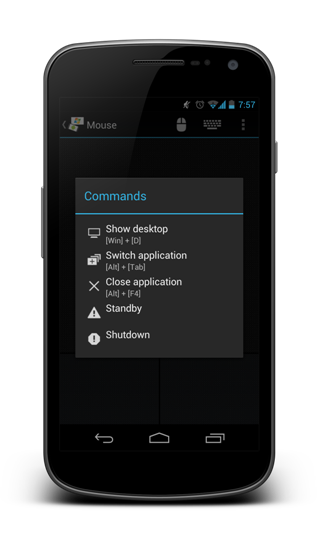 7:57
Mouse
Commands
Show desktop
[Win] + [D]
Switch application
[Alt] + [Tab]
Close application
[Alt] + [F4]
Standby
Shutdown